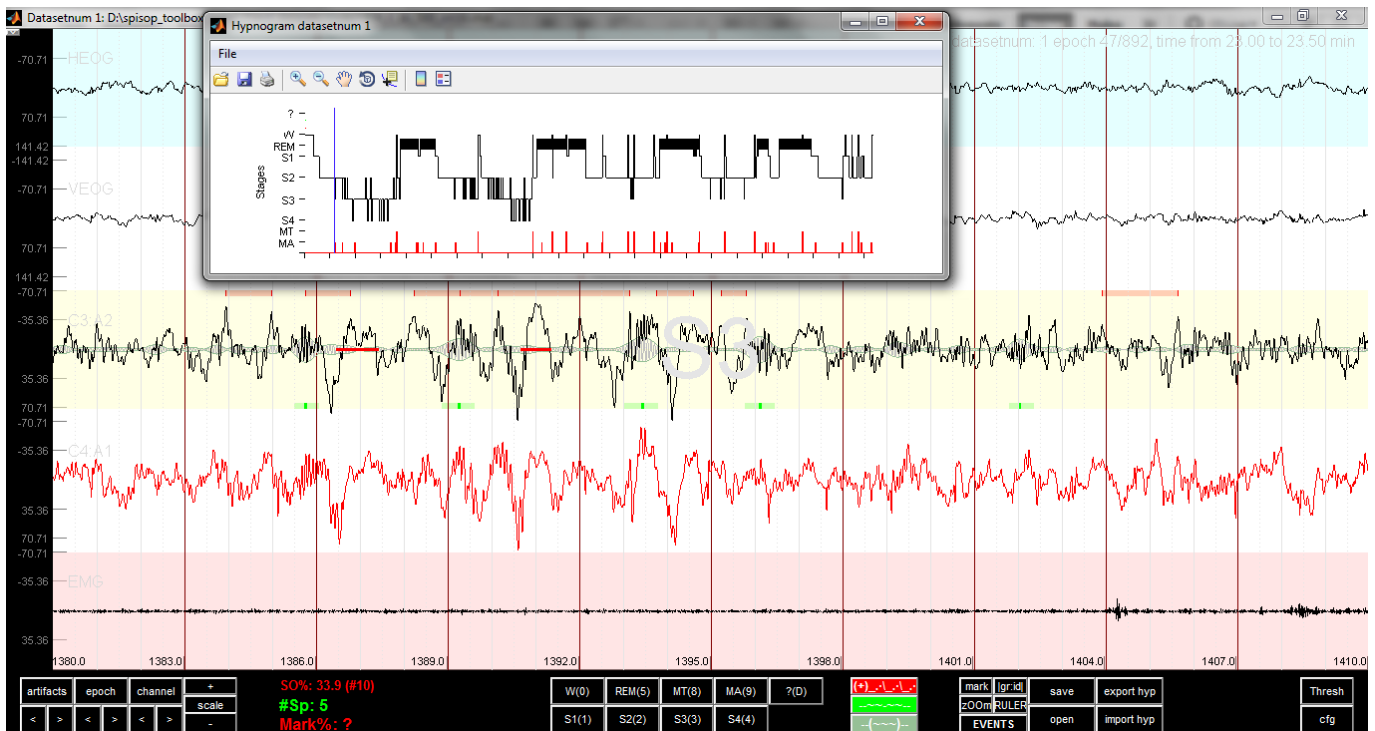 Datasetnum 1: D:\spisop_toolbox
Hypnogram datasetnum 1
File
datasetnum: 1 epoch 47/892, time from 23.00 to 23.50 min
?
W
REM
S1
S2
S3
S4
MT
MA
Stages
-70.71
HEOG
70.71
141.42
-141.42
-70.71
VEOG
70.71
141.42
-70.71
-35.36
C3 A2
S3
35.36
70.71
-70.71
-35.36
C4 A1
35.36
70.71
-70.71
-35.36
EMG
35.36
1380.0 1383.0 1386.0 1389.0 1392.0 1395.0 1398.0 1401.0 1404.0 1407.0 1410.0
artifacts epoch channel + scale -
< > < > < >
SO%: 33.9 (#10)
#Sp: 5
Mark%: ?
W(0) REM(5) MT(8) MA(9) ?(D)
S1(1) S2(2) S3(3) S4(4)
mark |gr:id| save export hyp Thresh
zOOm RULER
EVENTS open import hyp cfg